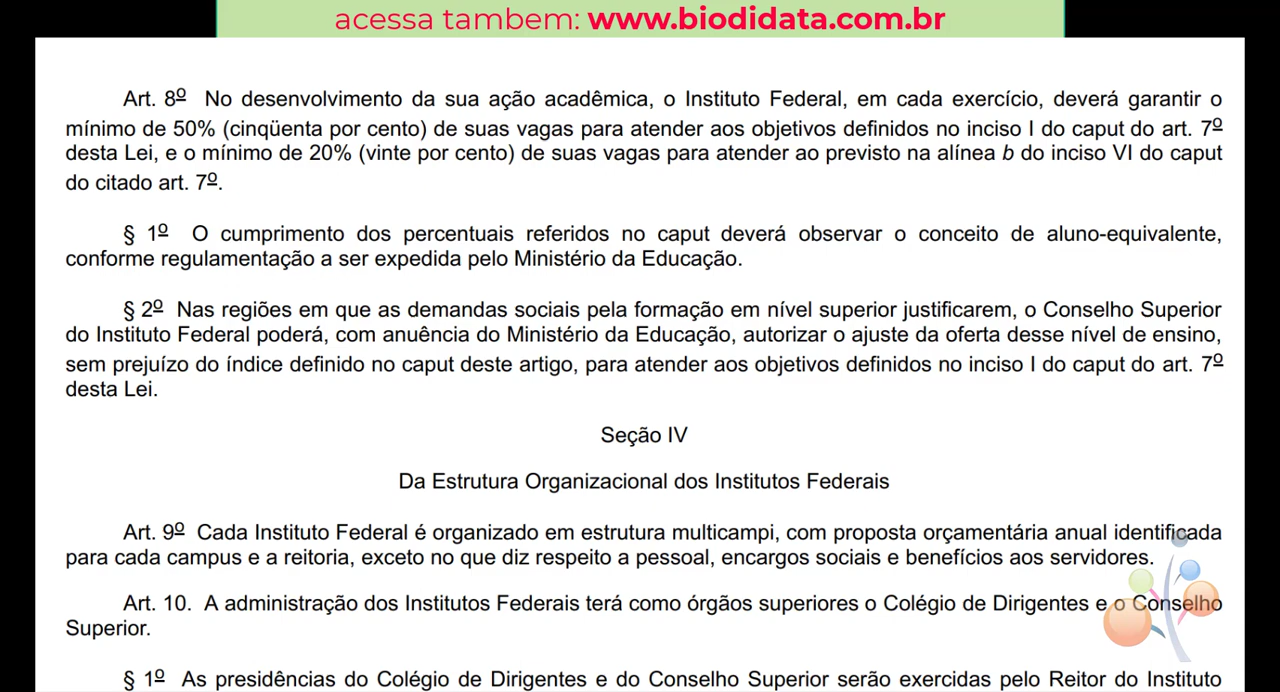 acessa tambem: www.biodidata.com.br
Art. 8º No desenvolvimento da sua ação acadêmica, o Instituto Federal, em cada exercício, deverá garantir o
mínimo de 50% (cinqüenta por cento) de suas vagas para atender aos objetivos definidos no inciso I do caput do art. 7º
desta Lei, e o mínimo de 20% (vinte por cento) de suas vagas para atender ao previsto na alínea b do inciso VI do caput
do citado art. 7º.
§ 1º O cumprimento dos percentuais referidos no caput deverá observar o conceito de aluno-equivalente,
conforme regulamentação a ser expedida pelo Ministério da Educação.
§ 2º Nas regiões em que as demandas sociais pela formação em nível superior justificarem, o Conselho Superior
do Instituto Federal poderá, com anuência do Ministério da Educação, autorizar o ajuste da oferta desse nível de ensino,
sem prejuízo do índice definido no caput deste artigo, para atender aos objetivos definidos no inciso I do caput do art. 7º
desta Lei.
Seção IV
Da Estrutura Organizacional dos Institutos Federais
Art. 9º Cada Instituto Federal é organizado em estrutura multicampi, com proposta orçamentária anual identificada
para cada campus e a reitoria, exceto no que diz respeito a pessoal, encargos sociais e benefícios aos servidores.
Art. 10. A administração dos Institutos Federais terá como órgãos superiores o Colégio de Dirigentes e o Conselho
Superior.
§ 1º As presidências do Colégio de Dirigentes e do Conselho Superior serão exercidas pelo Reitor do Instituto